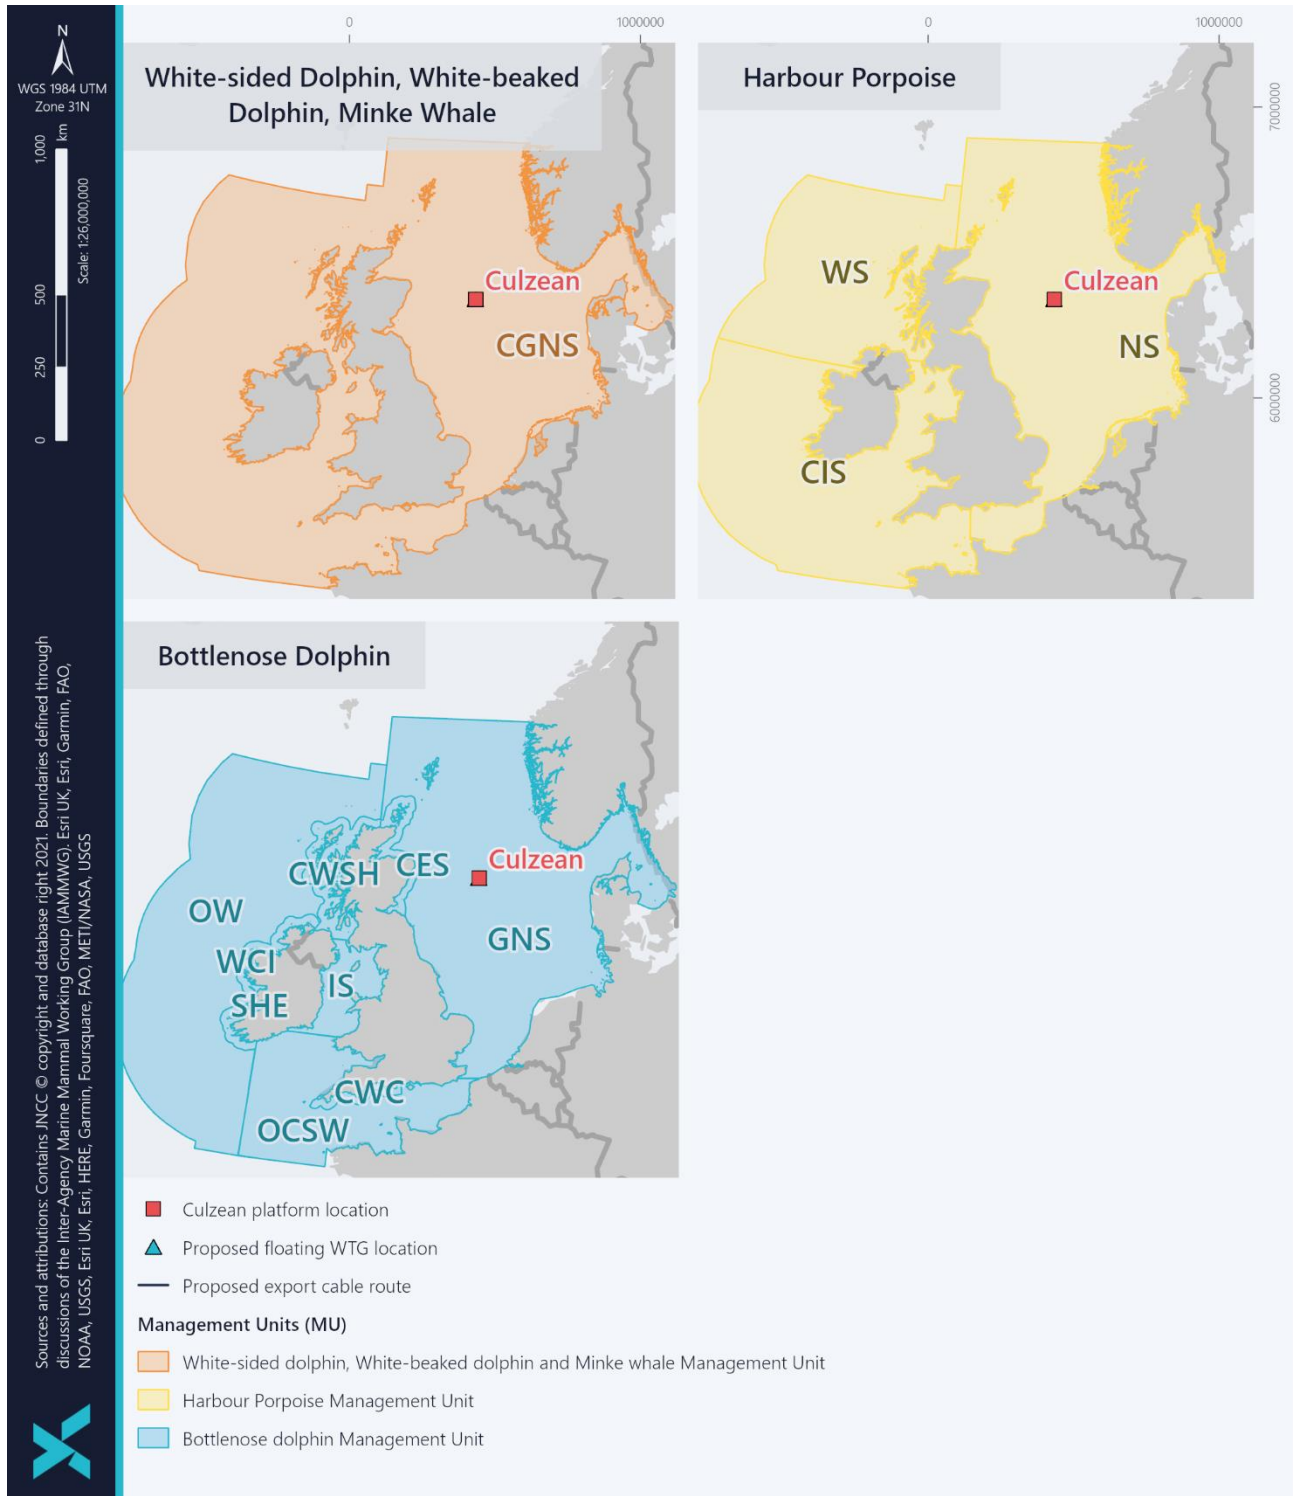 N
WGS 1984 UTM
Zone 31N
1,000
km
500
250
0
Scale: 1:26,000,000
Sources and attributions: Contains JNCC © copyright and database right 2021. Boundaries defined through
discussions of the Inter-Agency Marine Mammal Working Group (IAMMWG). Esri UK, Esri, Garmin, FAO,
NOAA, USGS, Esri UK, Esri, HERE, Garmin, Foursquare, FAO, METI/NASA, USGS
0
1000000
0
1000000
7000000
6000000
White-sided Dolphin, White-beaked
Dolphin, Minke Whale
Culzean
CGNS
Harbour Porpoise
WS
Culzean
NS
CIS
Bottlenose Dolphin
CWSH
CES
Culzean
OW
GNS
WCI
IS
SHE
CWC
OCSW
Culzean platform location
Proposed floating WTG location
Proposed export cable route
Management Units (MU)
White-sided dolphin, White-beaked dolphin and Minke whale Management Unit
Harbour Porpoise Management Unit
Bottlenose dolphin Management Unit